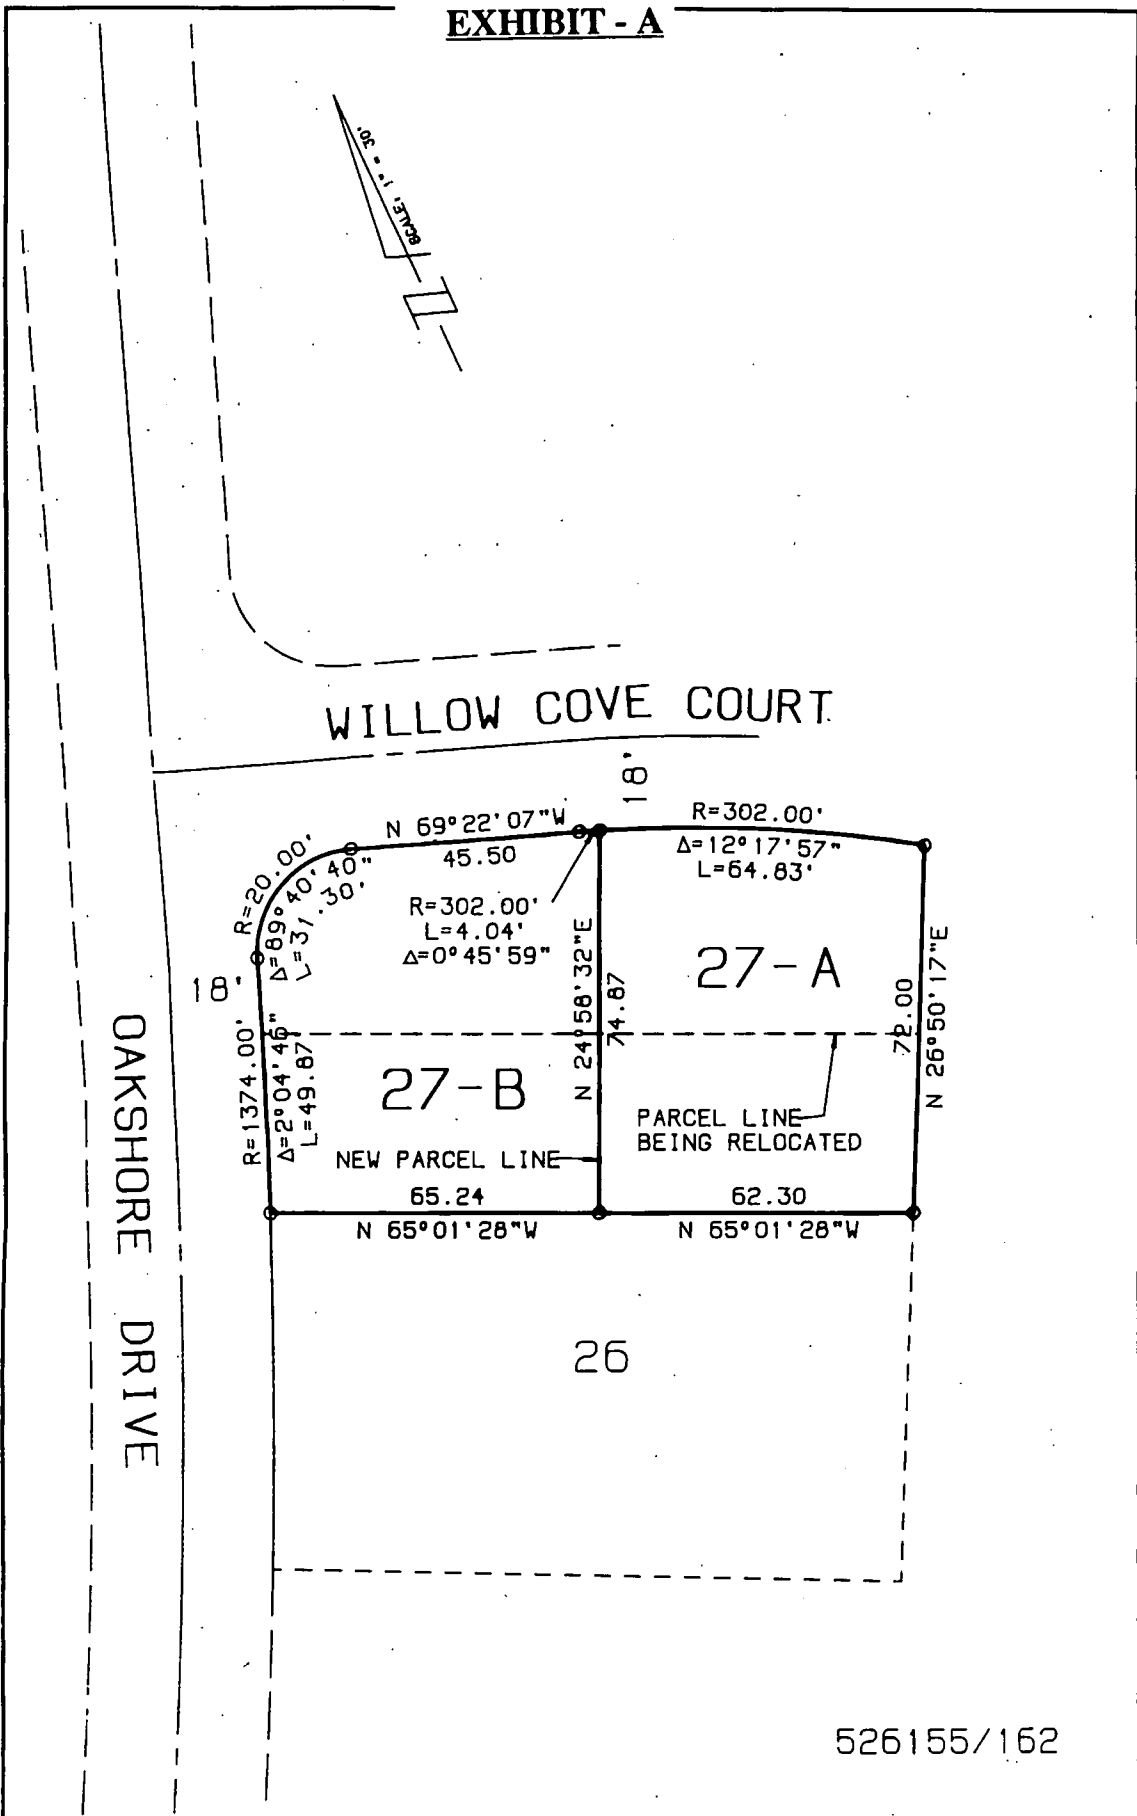 EXHIBIT - A
SCALE: 1" = 30'
WILLOW COVE COURT
18'
R=302.00'
Δ=12°17'57"
L=64.83'
N 69°22'07"W
45.50
R=20.00'
Δ=89°40'40"
L=31.30'
R=302.00'
L=4.04'
Δ=0°45'59"
18'
R=1374.00'
Δ=2°04'46"
L=49.87'
N 24°58'32"E
74.87
27-A
72.00
N 26°50'17"E
27-B
PARCEL LINE
BEING RELOCATED
NEW PARCEL LINE
65.24
N 65°01'28"W
62.30
N 65°01'28"W
OAKSHORE DRIVE
26
526155/162